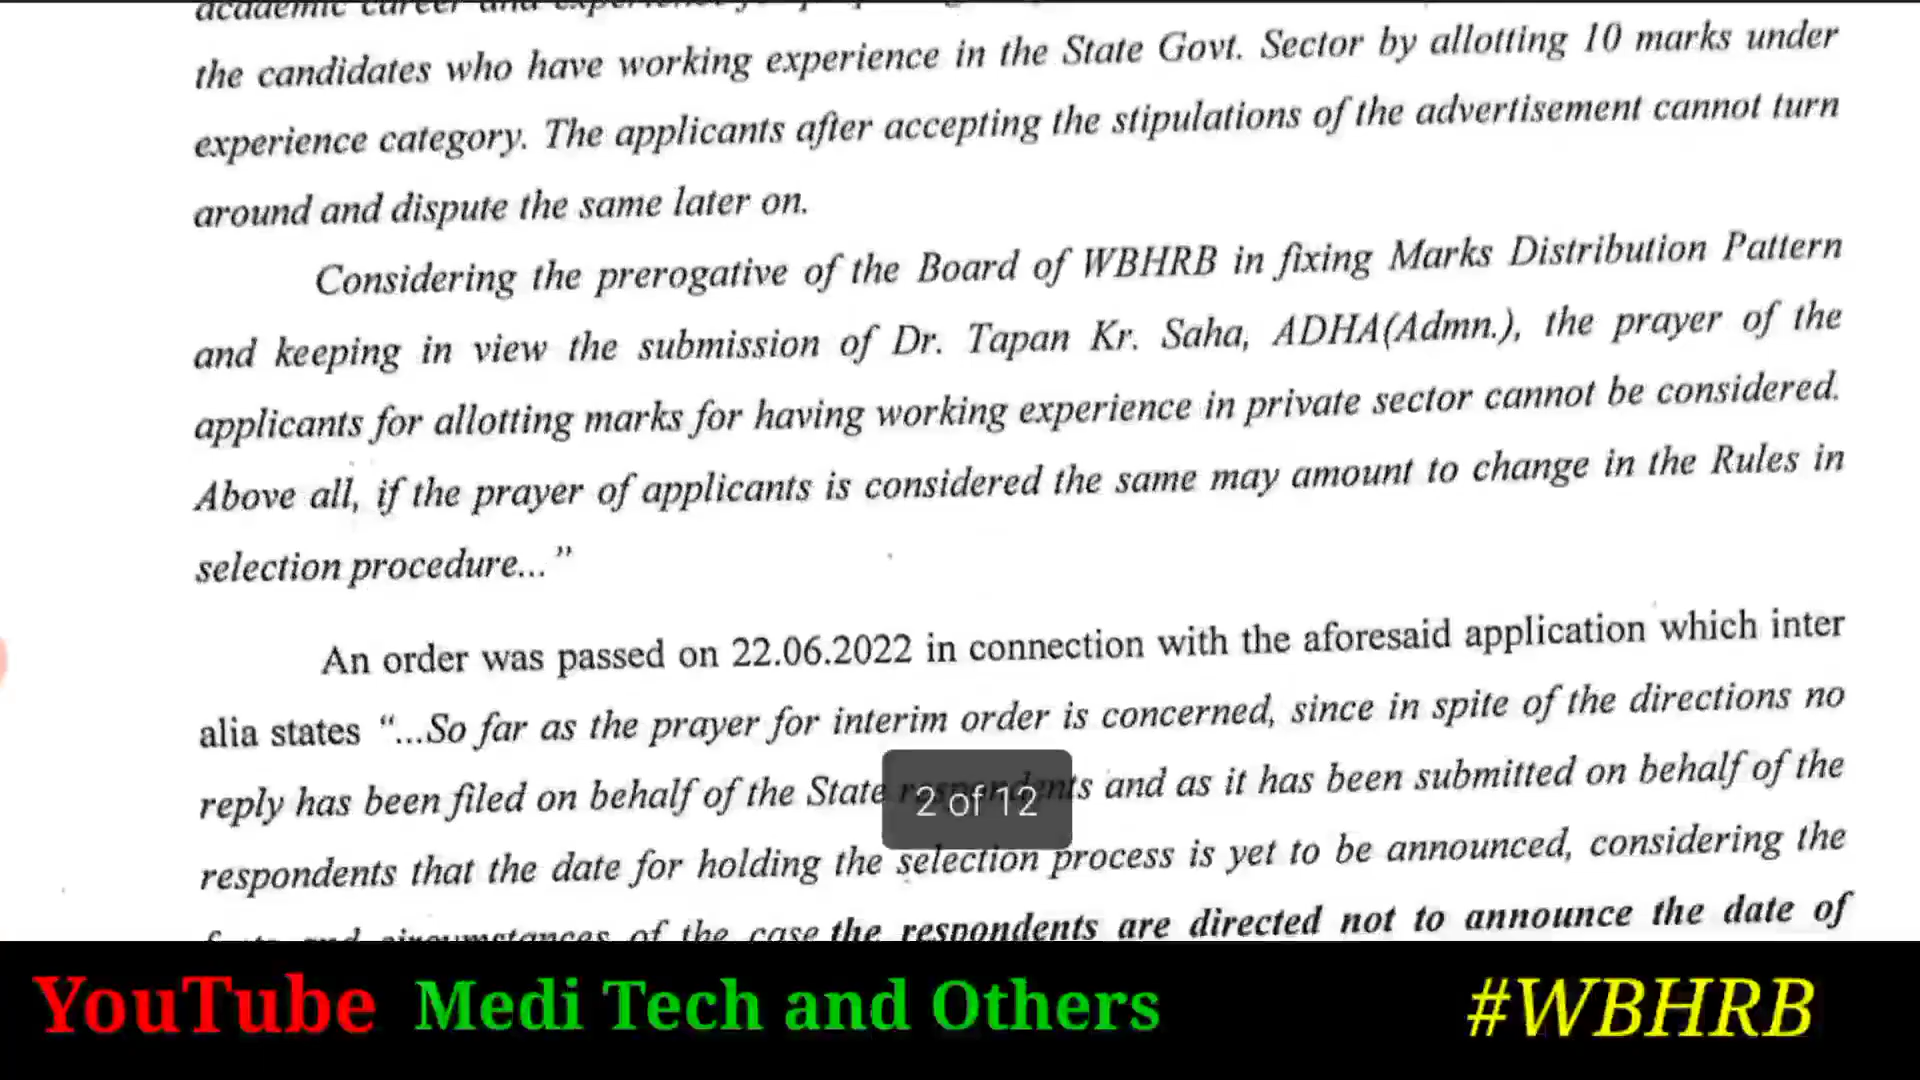 academic career and experience
the candidates who have working experience in the State Govt. Sector by allotting 10 marks under
experience category. The applicants after accepting the stipulations of the advertisement cannot turn
around and dispute the same later on.
Considering the prerogative of the Board of WBHRB in fixing Marks Distribution Pattern
and keeping in view the submission of Dr. Tapan Kr. Saha, ADHA(Admn.), the prayer of the
applicants for allotting marks for having working experience in private sector cannot be considered.
Above all, if the prayer of applicants is considered the same may amount to change in the Rules in
selection procedure..."
An order was passed on 22.06.2022 in connection with the aforesaid application which inter
alia states "...So far as the prayer for interim order is concerned, since in spite of the directions no
reply has been filed on behalf of the State respondents and as it has been submitted on behalf of the
2 of 12
respondents that the date for holding the selection process is yet to be announced, considering the
and circumstances of the case the respondents are directed not to announce the date of
YouTube Medi Tech and Others #WBHRB